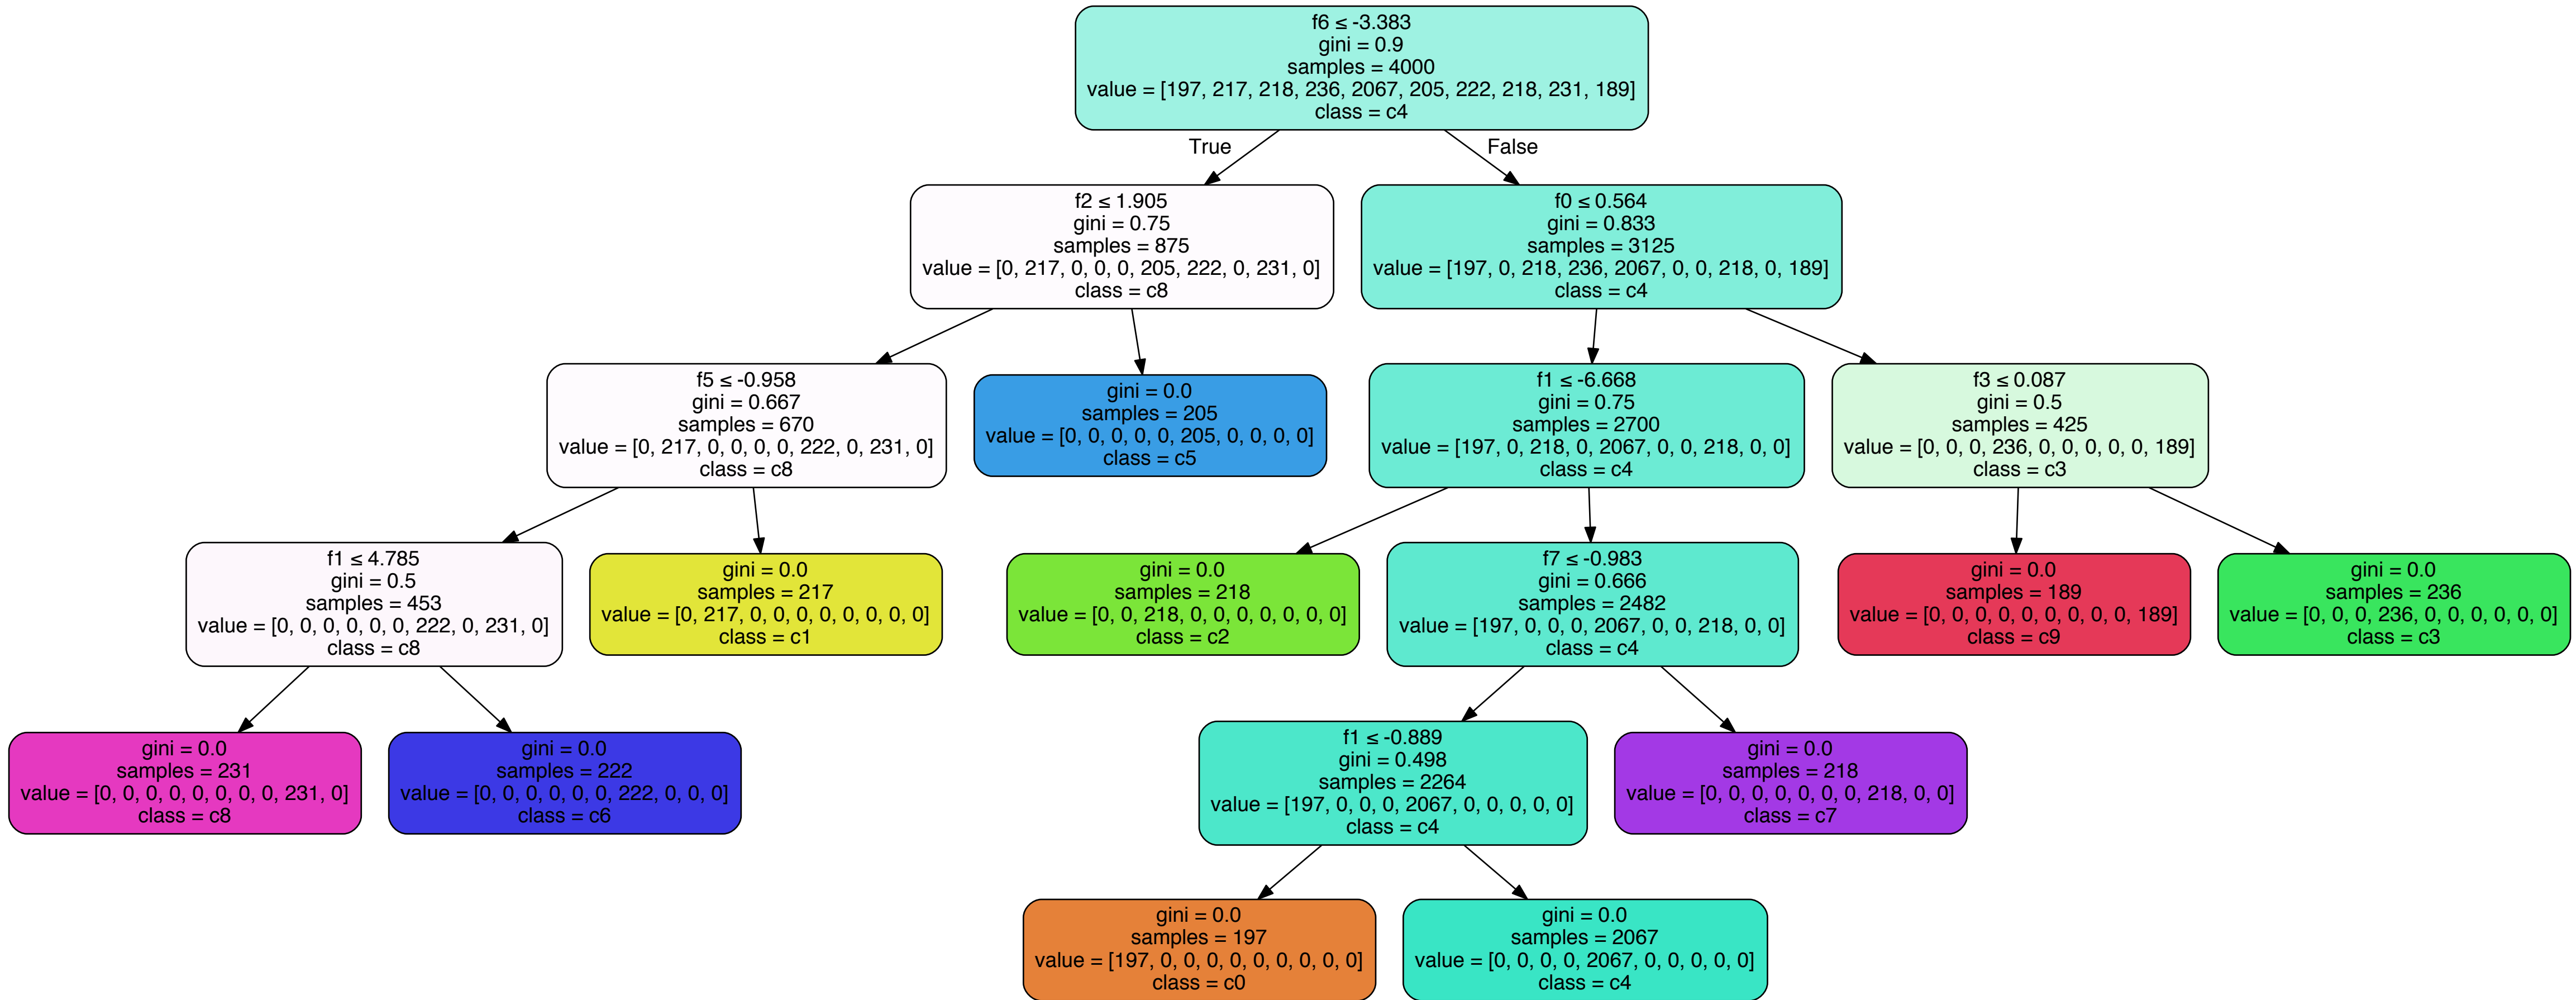 f6 ≤ -3.383
gini = 0.9
samples = 4000
value = [197, 217, 218, 236, 2067, 205, 222, 218, 231, 189]
class = c4
True
False
f2 ≤ 1.905
gini = 0.75
samples = 875
value = [0, 217, 0, 0, 0, 205, 222, 0, 231, 0]
class = c8
f0 ≤ 0.564
gini = 0.833
samples = 3125
value = [197, 0, 218, 236, 2067, 0, 0, 218, 0, 189]
class = c4
f5 ≤ -0.958
gini = 0.667
samples = 670
value = [0, 217, 0, 0, 0, 0, 222, 0, 231, 0]
class = c8
gini = 0.0
samples = 205
value = [0, 0, 0, 0, 0, 205, 0, 0, 0, 0]
class = c5
f1 ≤ -6.668
gini = 0.75
samples = 2700
value = [197, 0, 218, 0, 2067, 0, 0, 218, 0, 0]
class = c4
f3 ≤ 0.087
gini = 0.5
samples = 425
value = [0, 0, 0, 236, 0, 0, 0, 0, 0, 189]
class = c3
f1 ≤ 4.785
gini = 0.5
samples = 453
value = [0, 0, 0, 0, 0, 0, 222, 0, 231, 0]
class = c8
gini = 0.0
samples = 217
value = [0, 217, 0, 0, 0, 0, 0, 0, 0, 0]
class = c1
gini = 0.0
samples = 218
value = [0, 0, 218, 0, 0, 0, 0, 0, 0, 0]
class = c2
f7 ≤ -0.983
gini = 0.666
samples = 2482
value = [197, 0, 0, 0, 2067, 0, 0, 218, 0, 0]
class = c4
gini = 0.0
samples = 189
value = [0, 0, 0, 0, 0, 0, 0, 0, 0, 189]
class = c9
gini = 0.0
samples = 236
value = [0, 0, 0, 236, 0, 0, 0, 0, 0, 0]
class = c3
gini = 0.0
samples = 231
value = [0, 0, 0, 0, 0, 0, 0, 0, 231, 0]
class = c8
gini = 0.0
samples = 222
value = [0, 0, 0, 0, 0, 0, 222, 0, 0, 0]
class = c6
f1 ≤ -0.889
gini = 0.498
samples = 2264
value = [197, 0, 0, 0, 2067, 0, 0, 0, 0, 0]
class = c4
gini = 0.0
samples = 218
value = [0, 0, 0, 0, 0, 0, 0, 218, 0, 0]
class = c7
gini = 0.0
samples = 197
value = [197, 0, 0, 0, 0, 0, 0, 0, 0, 0]
class = c0
gini = 0.0
samples = 2067
value = [0, 0, 0, 0, 2067, 0, 0, 0, 0, 0]
class = c4